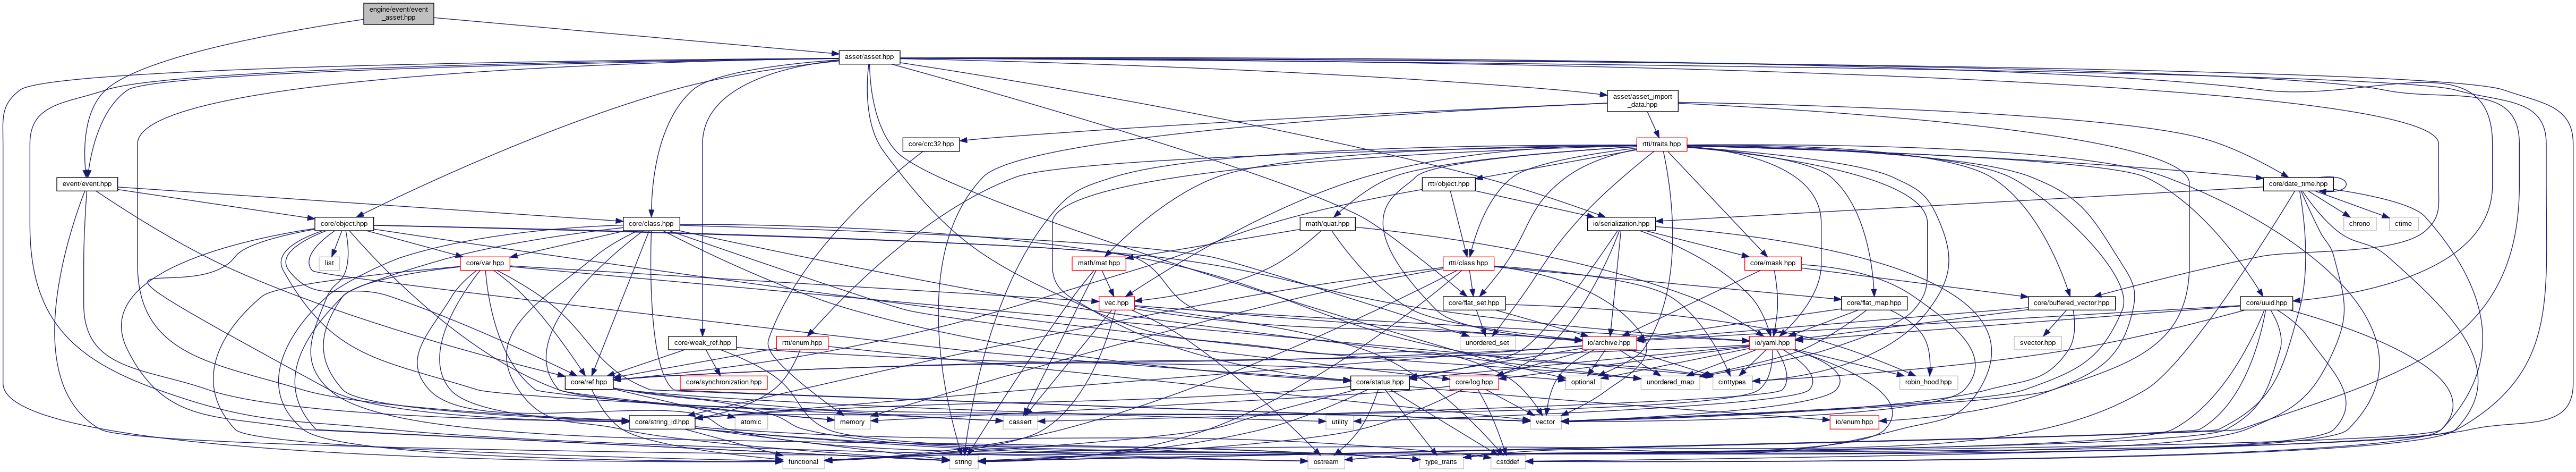 engine/event/event
_asset.hpp
asset/asset.hpp
asset/asset_import
_data.hpp
core/crc32.hpp
rtti/traits.hpp
event/event.hpp
rtti/object.hpp
core/date_time.hpp
core/object.hpp
core/class.hpp
math/quat.hpp
io/serialization.hpp
chrono
ctime
list
core/var.hpp
math/mat.hpp
rtti/class.hpp
core/mask.hpp
vec.hpp
core/flat_set.hpp
core/flat_map.hpp
core/buffered_vector.hpp
core/uuid.hpp
core/weak_ref.hpp
rtti/enum.hpp
unordered_set
io/archive.hpp
io/yaml.hpp
svector.hpp
core/ref.hpp
core/synchronization.hpp
core/status.hpp
core/log.hpp
optional
unordered_map
cinttypes
robin_hood.hpp
core/string_id.hpp
atomic
memory
cassert
utility
vector
io/enum.hpp
functional
string
ostream
type_traits
cstddef